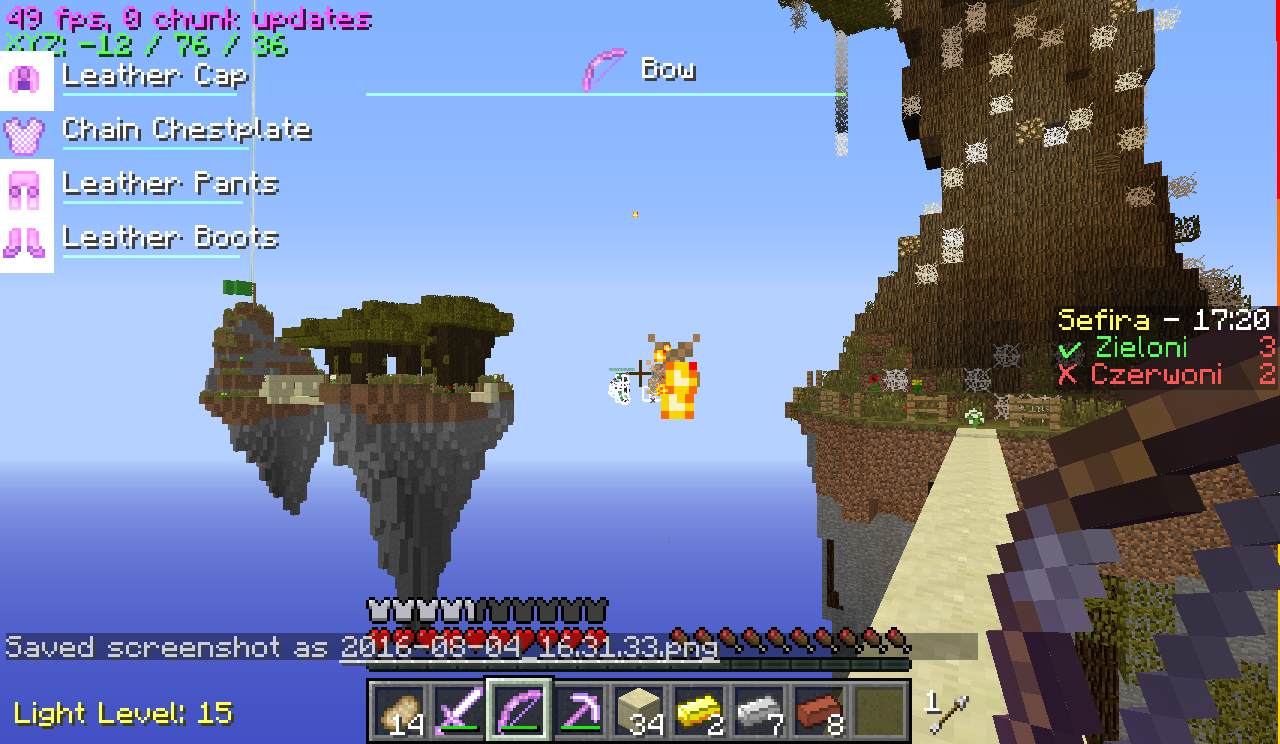 49 fps, 0 chunk updates
XYZ: -12 / 76 / 36
Leather Cap
Bow
Chain Chestplate
Leather Pants
Leather Boots
Sefira - 17:20
✔ Zieloni 3
✗ Czerwoni 2
Saved screenshot as 2016-08-04_16.31.33.png
Light Level: 15
14
34
2
7
8
1